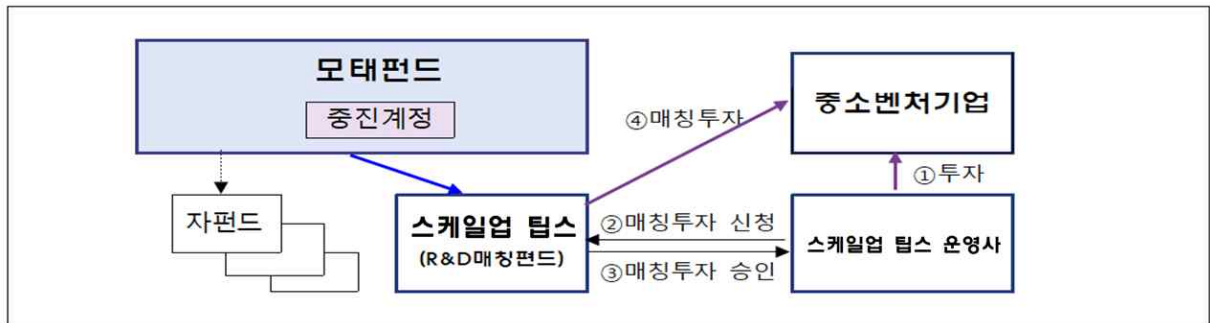 모태펀드
중진계정
중소벤처기업
④매칭투자
①투자
자펀드
스케일업 팁스
(R&D매칭펀드)
②매칭투자 신청
③매칭투자 승인
스케일업 팁스 운영사